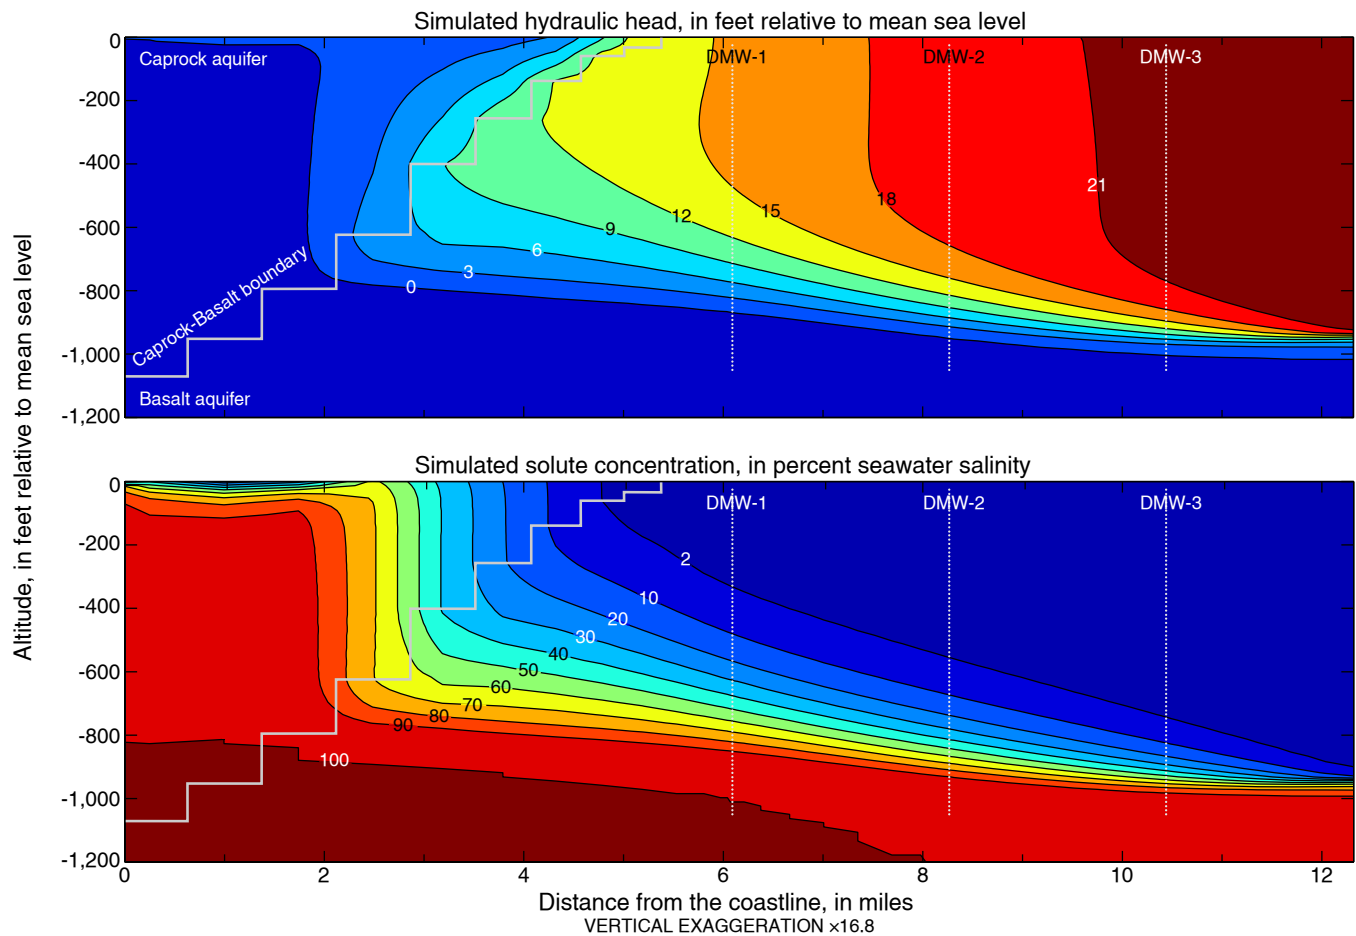 Simulated hydraulic head, in feet relative to mean sea level
0
-200
-400
-600
-800
-1,000
-1,200
Caprock aquifer
DMW-1
DMW-2
DMW-3
21
18
15
12
9
6
3
0
Caprock-Basalt boundary
Basalt aquifer
Altitude, in feet relative to mean sea level
Simulated solute concentration, in percent seawater salinity
0
-200
-400
-600
-800
-1,000
-1,200
DMW-1
DMW-2
DMW-3
2
10
20
30
40
50
60
70
80
90
100
0 2 4 6 8 10 12
Distance from the coastline, in miles
VERTICAL EXAGGERATION ×16.8